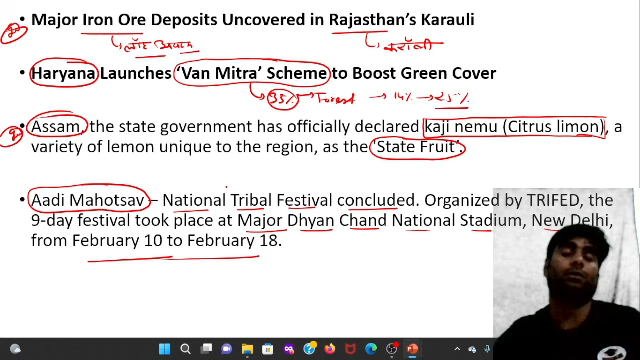 • Major Iron Ore Deposits Uncovered in Rajasthan's Karauli
लौह अयस्क
करौली
• Haryana Launches 'Van Mitra' Scheme to Boost Green Cover
33% → Forest → 14% → 25%
• Assam, the state government has officially declared kaji nemu (Citrus limon), a
variety of lemon unique to the region, as the 'State Fruit'.
• Aadi Mahotsav – National Tribal Festival concluded. Organized by TRIFED, the
9-day festival took place at Major Dhyan Chand National Stadium, New Delhi,
from February 10 to February 18.